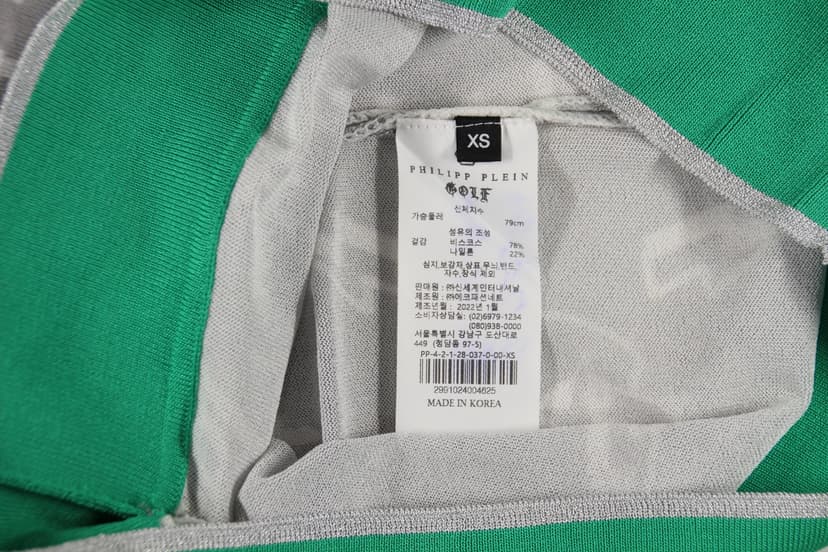 XS
PHILIPP PLEIN
GOLF
신체치수
가슴둘레 79cm
섬유의 조성
겉감 비스코스 78%
나일론 22%
심지,보강자,상표,무늬,밴드,
자수,장식 제외
판매원 : ㈜신세계인터내셔날
제조원 : ㈜에코패션네트
제조년월 : 2022년 1월
소비자상담실: (02)6979-1234
(080)938-0000
서울특별시 강남구 도산대로
449 (청담동 97-5)
PP-4-2-1-28-037-0-00-XS
2991024004625
MADE IN KOREA